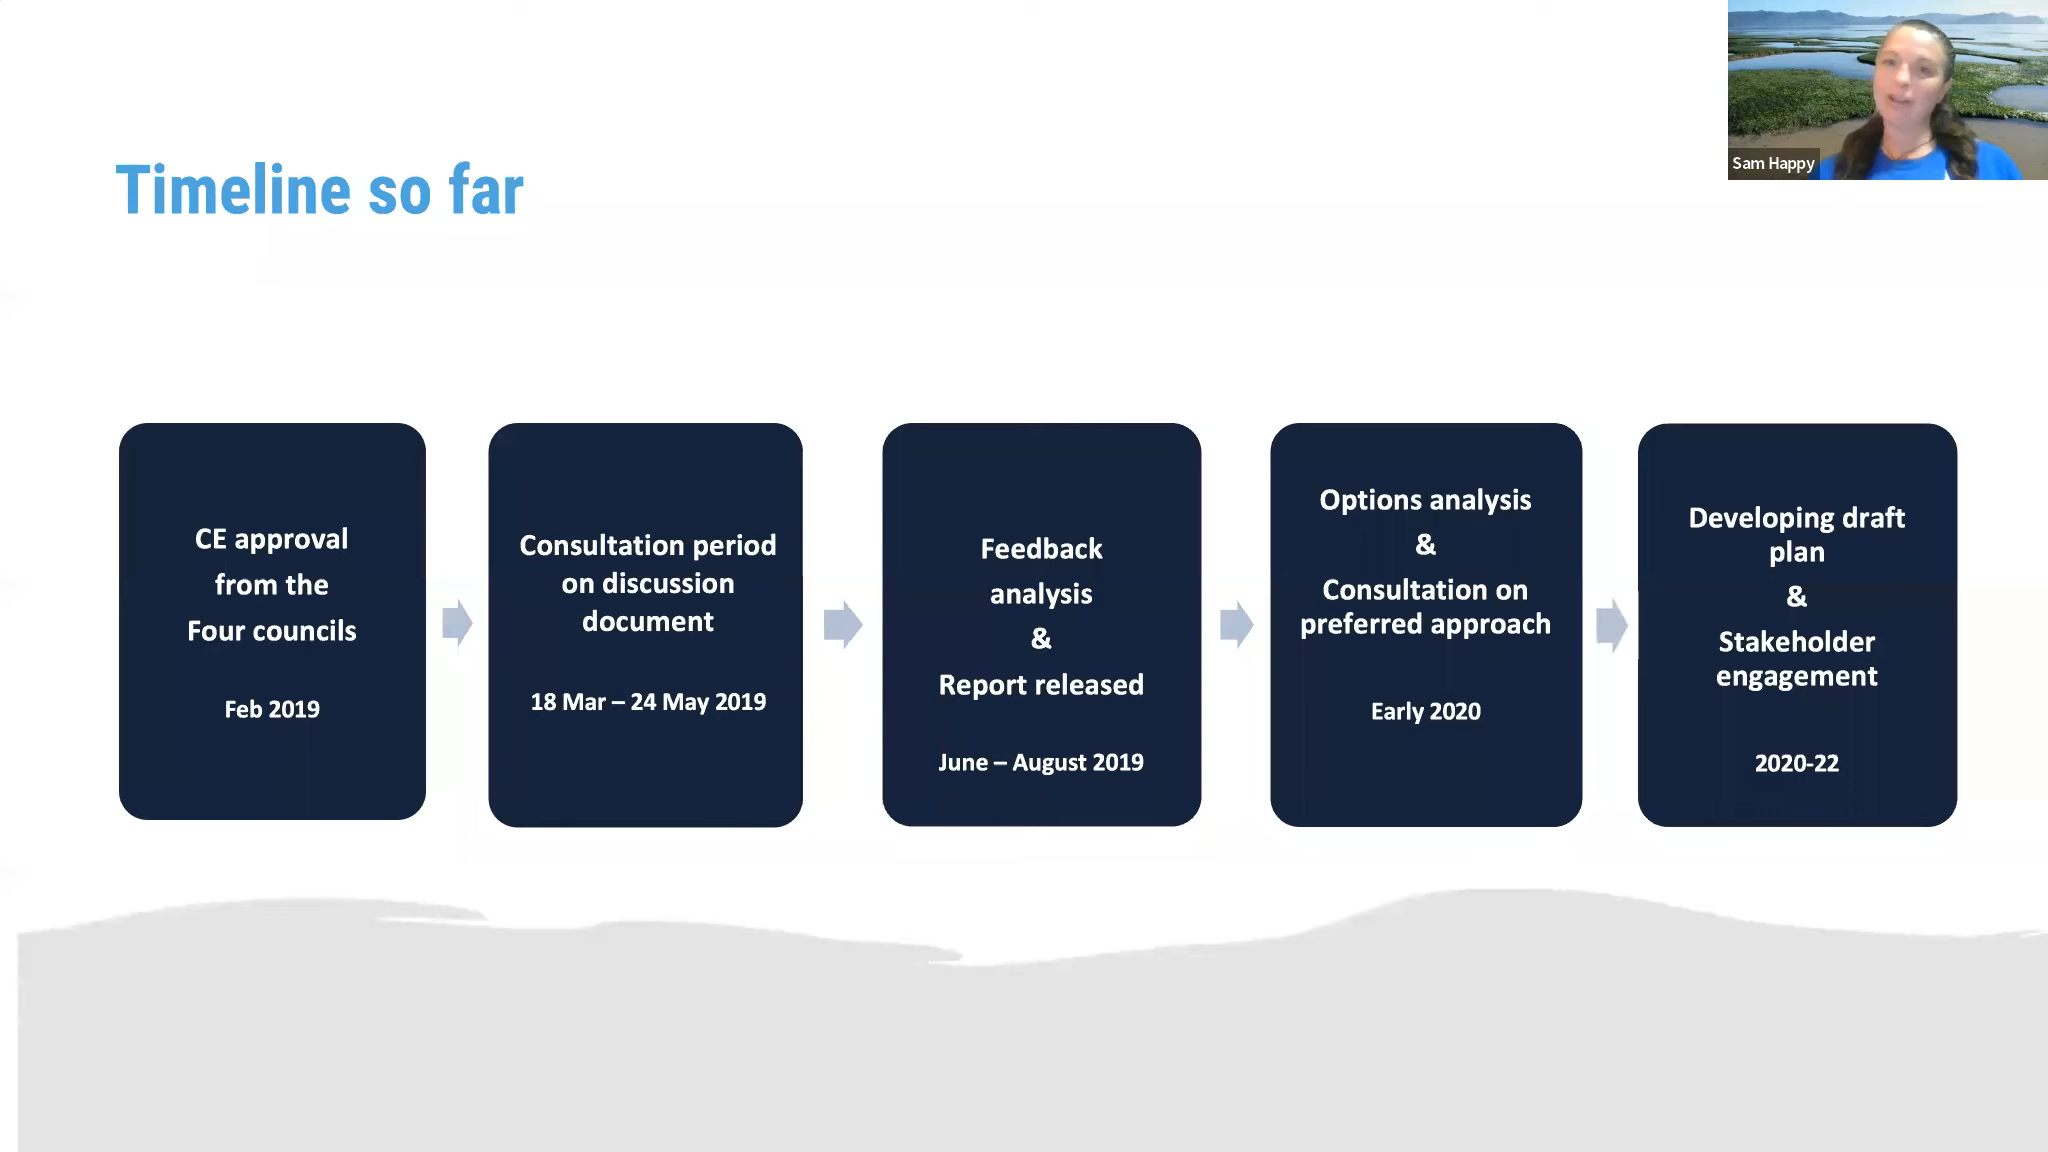 Sam Happy
Timeline so far
CE approval
from the
Four councils
Feb 2019
Consultation period
on discussion
document
18 Mar – 24 May 2019
Feedback
analysis
&
Report released
June – August 2019
Options analysis
&
Consultation on
preferred approach
Early 2020
Developing draft
plan
&
Stakeholder
engagement
2020-22